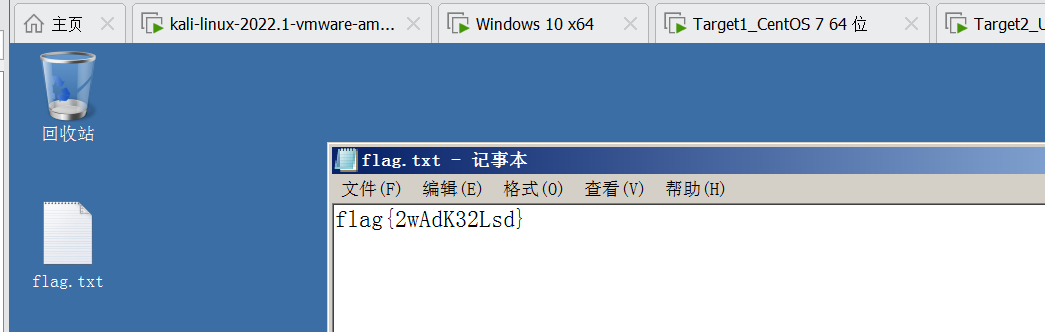 主页
kali-linux-2022.1-vmware-am...
Windows 10 x64
Target1_CentOS 7 64 位
Target2_U
回收站
flag.txt - 记事本
文件(F) 编辑(E) 格式(O) 查看(V) 帮助(H)
flag{2wAdK32Lsd}
flag.txt